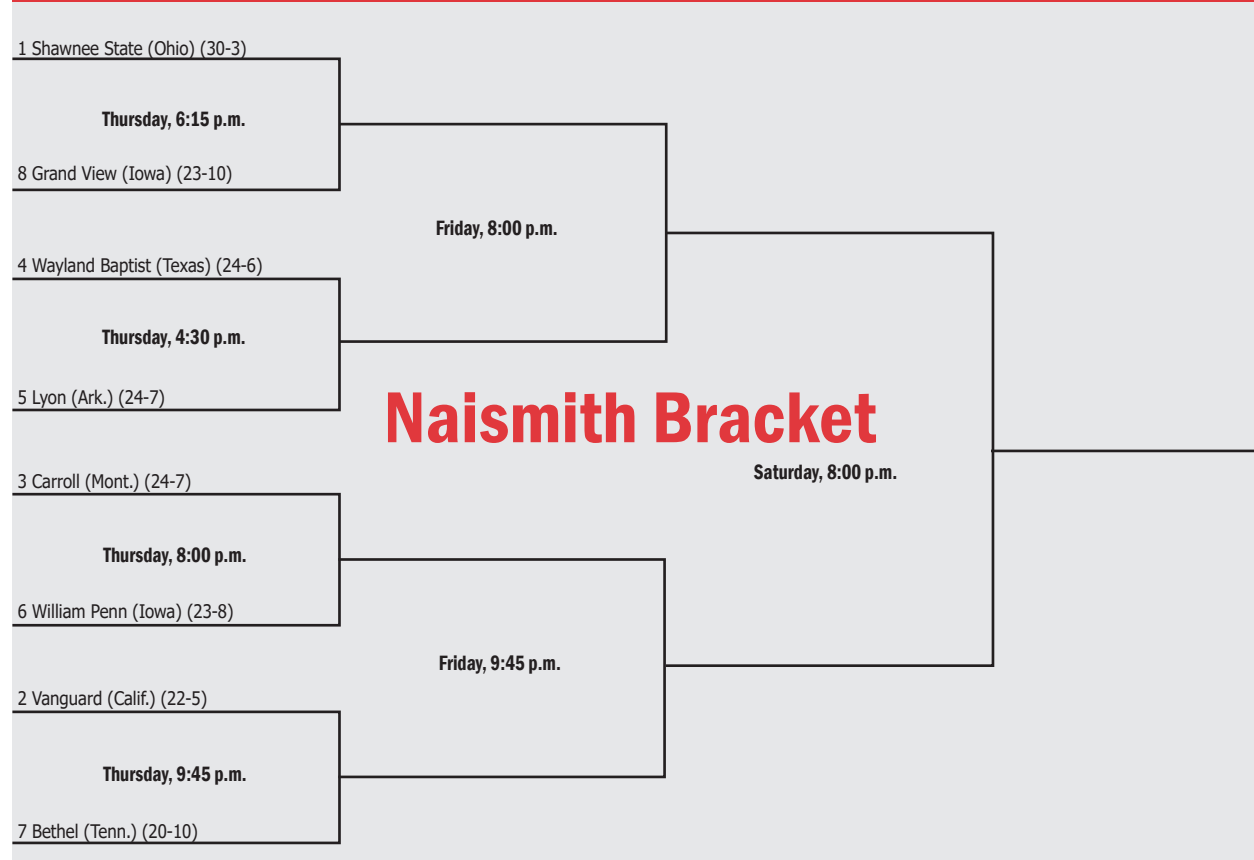 1 Shawnee State (Ohio) (30-3)
Thursday, 6:15 p.m.
8 Grand View (Iowa) (23-10)
Friday, 8:00 p.m.
4 Wayland Baptist (Texas) (24-6)
Thursday, 4:30 p.m.
5 Lyon (Ark.) (24-7)
Naismith Bracket
Saturday, 8:00 p.m.
3 Carroll (Mont.) (24-7)
Thursday, 8:00 p.m.
6 William Penn (Iowa) (23-8)
Friday, 9:45 p.m.
2 Vanguard (Calif.) (22-5)
Thursday, 9:45 p.m.
7 Bethel (Tenn.) (20-10)